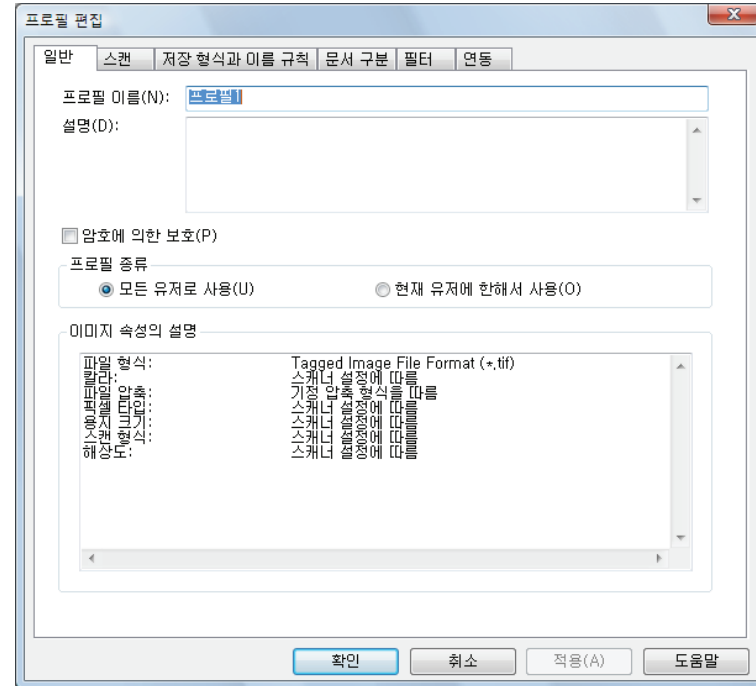 프로필 편집
일반 스캔 저장 형식과 이름 규칙 문서 구분 필터 연동
프로필 이름(N): 프로필1
설명(D):
암호에 의한 보호(P)
프로필 종류
모든 유저로 사용(U) 현재 유저에 한해서 사용(O)
이미지 속성의 설명
파일 형식: Tagged Image File Format (*.tif)
칼라: 스캐너 설정에 따름
파일 압축: 기정 압축 형식을 따름
픽셀 타입: 스캐너 설정에 따름
용지 크기: 스캐너 설정에 따름
스캔 형식: 스캐너 설정에 따름
해상도: 스캐너 설정에 따름
확인 취소 적용(A) 도움말